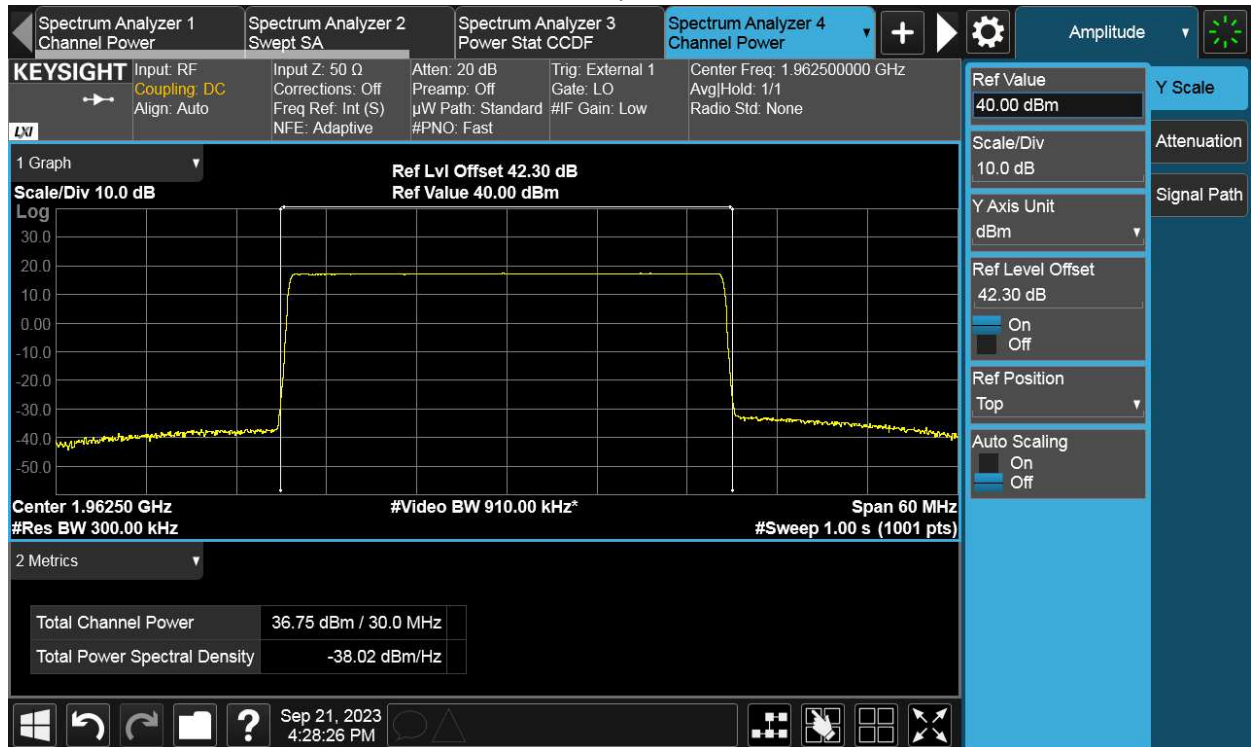 Spectrum Analyzer 1
Channel Power
Spectrum Analyzer 2
Swept SA
Spectrum Analyzer 3
Power Stat CCDF
Spectrum Analyzer 4
Channel Power
+
Amplitude
KEYSIGHT
LXI
Input: RF
Coupling: DC
Align: Auto
Input Z: 50 Ω
Corrections: Off
Freq Ref: Int (S)
NFE: Adaptive
Atten: 20 dB
Preamp: Off
µW Path: Standard
#PNO: Fast
Trig: External 1
Gate: LO
#IF Gain: Low
Center Freq: 1.962500000 GHz
Avg|Hold: 1/1
Radio Std: None
1 Graph
Scale/Div 10.0 dB
Ref Lvl Offset 42.30 dB
Ref Value 40.00 dBm
Log
30.0
20.0
10.0
0.00
-10.0
-20.0
-30.0
-40.0
-50.0
Center 1.96250 GHz
#Res BW 300.00 kHz
#Video BW 910.00 kHz*
Span 60 MHz
#Sweep 1.00 s (1001 pts)
2 Metrics
Total Channel Power 36.75 dBm / 30.0 MHz
Total Power Spectral Density -38.02 dBm/Hz
Ref Value
40.00 dBm
Scale/Div
10.0 dB
Y Axis Unit
dBm
Ref Level Offset
42.30 dB
On
Off
Ref Position
Top
Auto Scaling
On
Off
Y Scale
Attenuation
Signal Path
?
Sep 21, 2023
4:28:26 PM